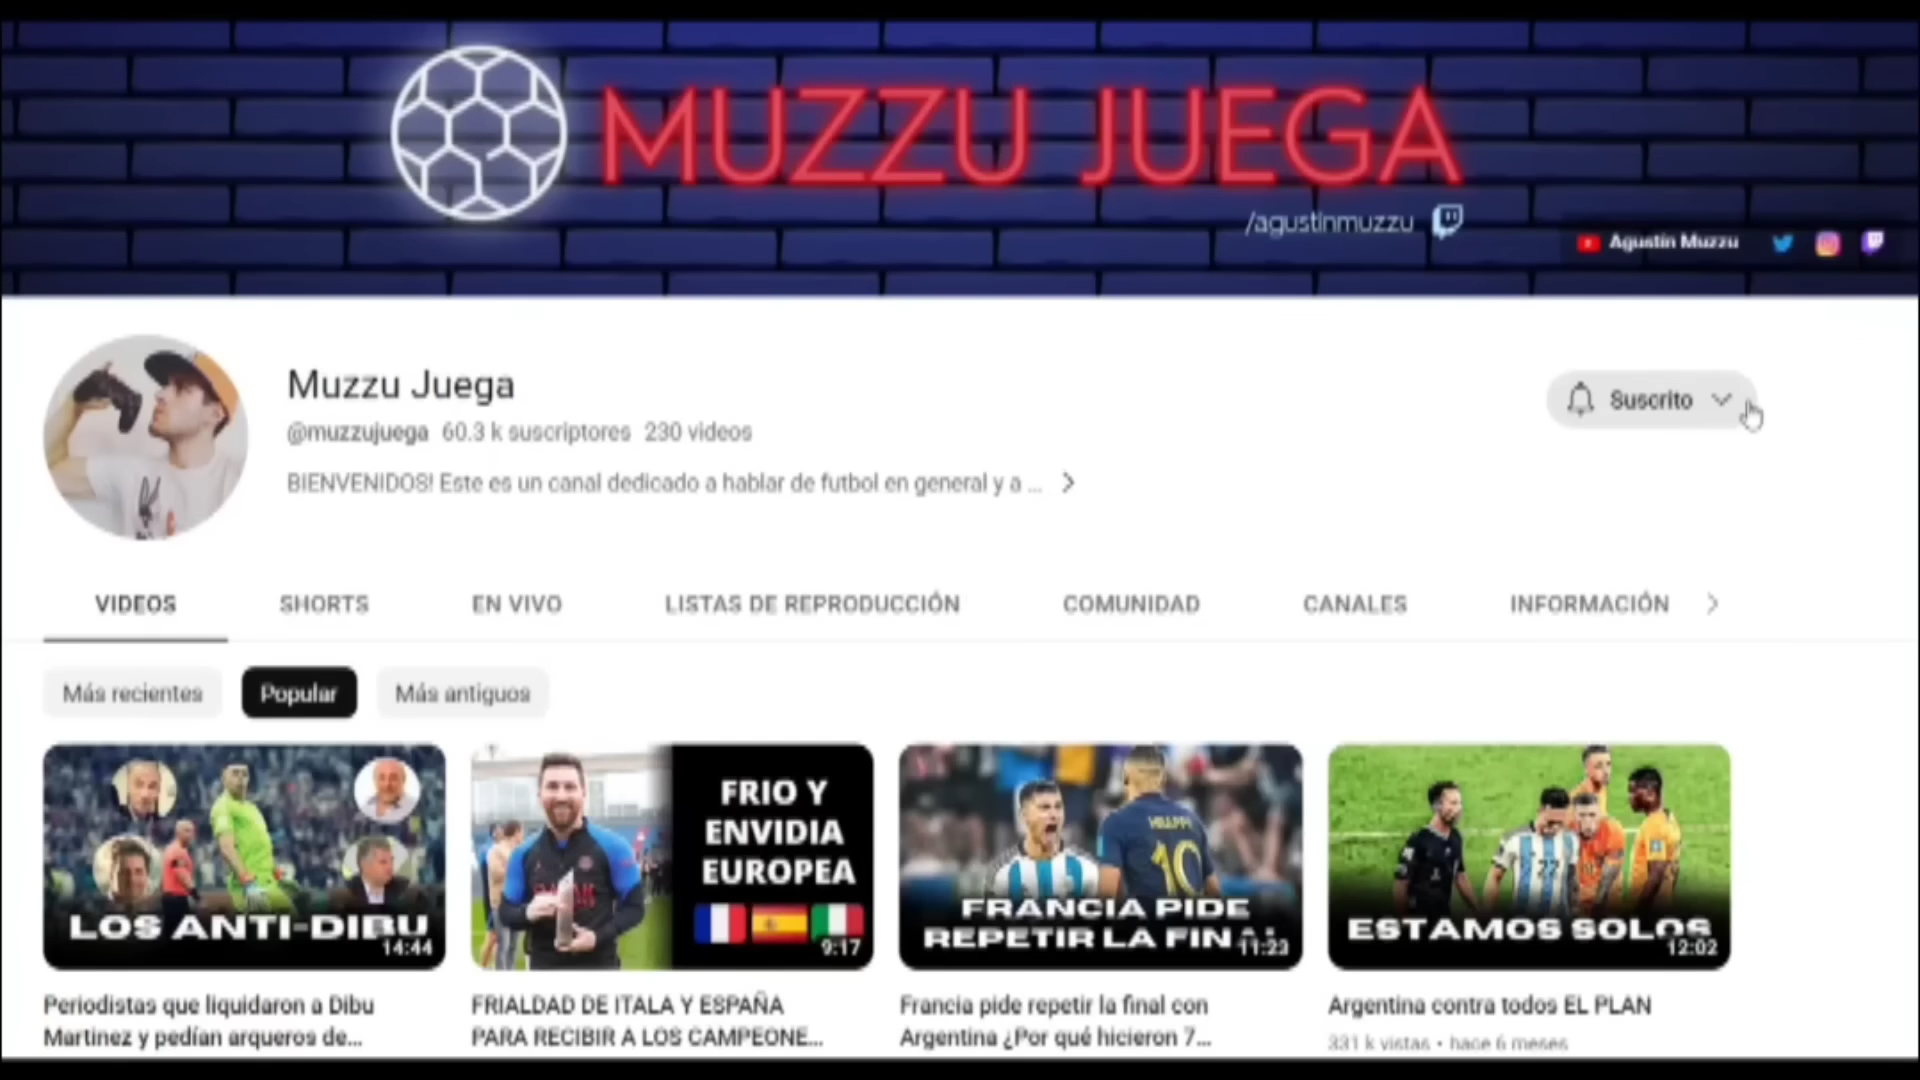 MUZZU JUEGA
/agustinmuzzu
Agustin Muzzu
Muzzu Juega
Suscrito
@muzzujuega 60.3 k suscriptores 230 videos
BIENVENIDOS! Este es un canal dedicado a hablar de futbol en general y a ...
VIDEOS SHORTS EN VIVO LISTAS DE REPRODUCCIÓN COMUNIDAD CANALES INFORMACIÓN
Más recientes Popular Más antiguos
LOS ANTI-DIBU
14:44
FRIO Y
ENVIDIA
EUROPEA
9:17
10
FRANCIA PIDE
REPETIR LA FINAL
11:23
22
ESTAMOS SOLOS
12:02
Periodistas que liquidaron a Dibu
Martinez y pedían arqueros de...
FRIALDAD DE ITALA Y ESPAÑA
PARA RECIBIR A LOS CAMPEONE...
Francia pide repetir la final con
Argentina ¿Por qué hicieron 7...
Argentina contra todos EL PLAN
331 k vistas • hace 6 meses